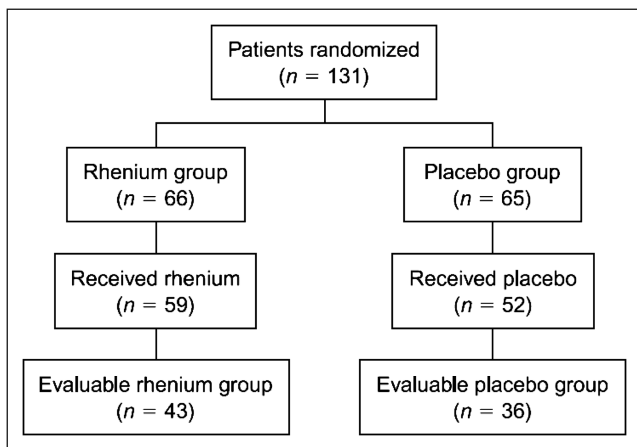 Patients randomized
(n = 131)
Rhenium group
(n = 66)
Placebo group
(n = 65)
Received rhenium
(n = 59)
Received placebo
(n = 52)
Evaluable rhenium group
(n = 43)
Evaluable placebo group
(n = 36)